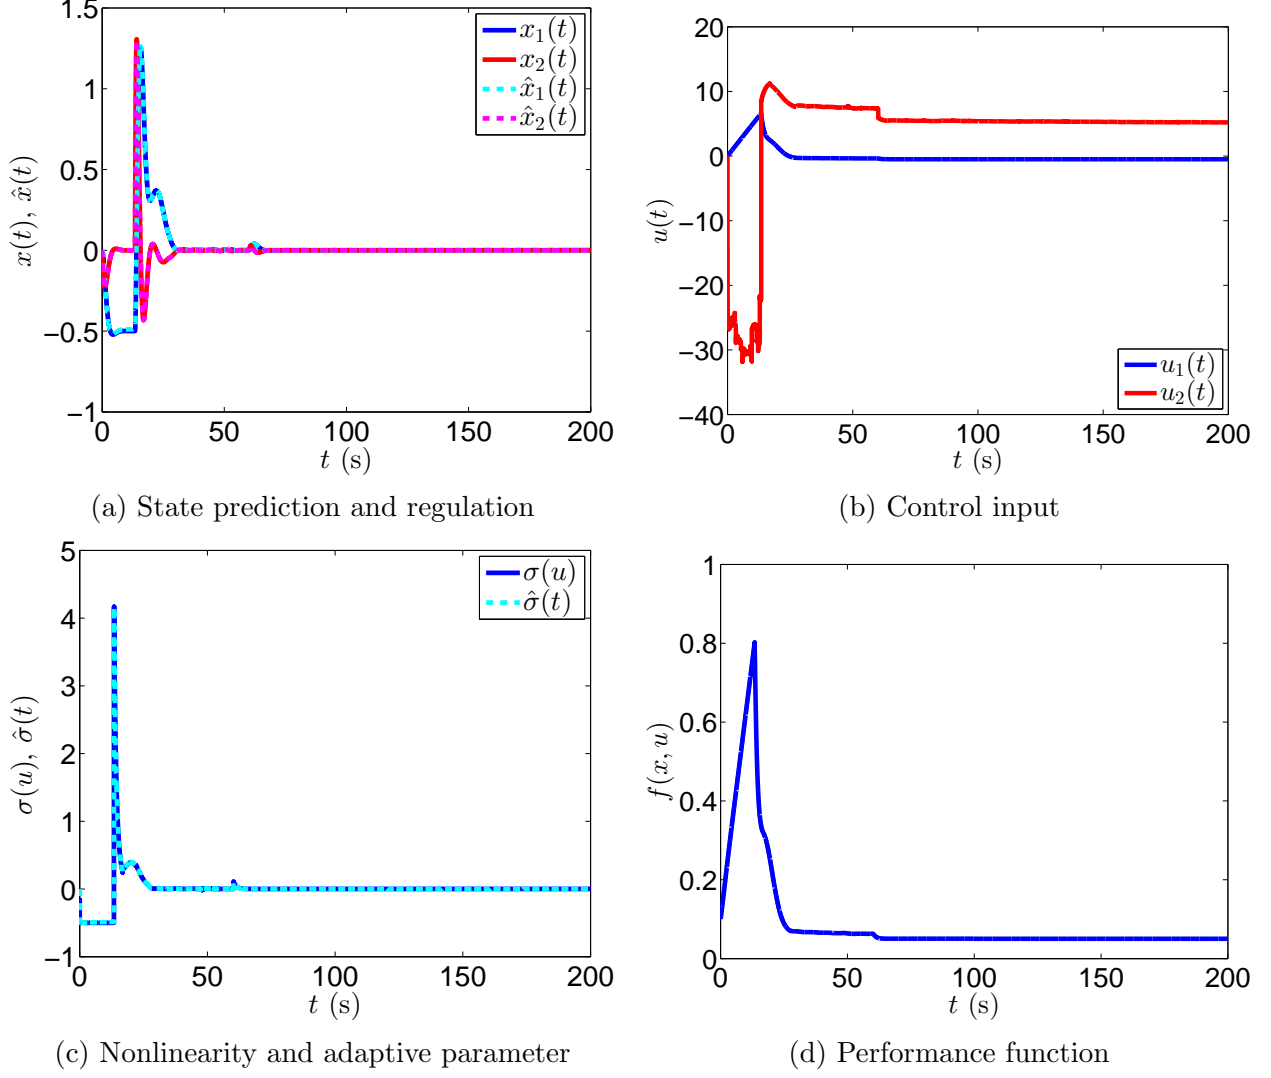 1.5
1
0.5
0
−0.5
−1
x(t), x̂(t)
x₁(t)
x₂(t)
x̂₁(t)
x̂₂(t)
0 50 100 150 200
t (s)
(a) State prediction and regulation
20
10
0
−10
−20
−30
−40
u(t)
u₁(t)
u₂(t)
0 50 100 150 200
t (s)
(b) Control input
5
4
3
2
1
0
−1
σ(u), σ̂(t)
σ(u)
σ̂(t)
0 50 100 150 200
t (s)
(c) Nonlinearity and adaptive parameter
1
0.8
0.6
0.4
0.2
0
f(x, u)
0 50 100 150 200
t (s)
(d) Performance function